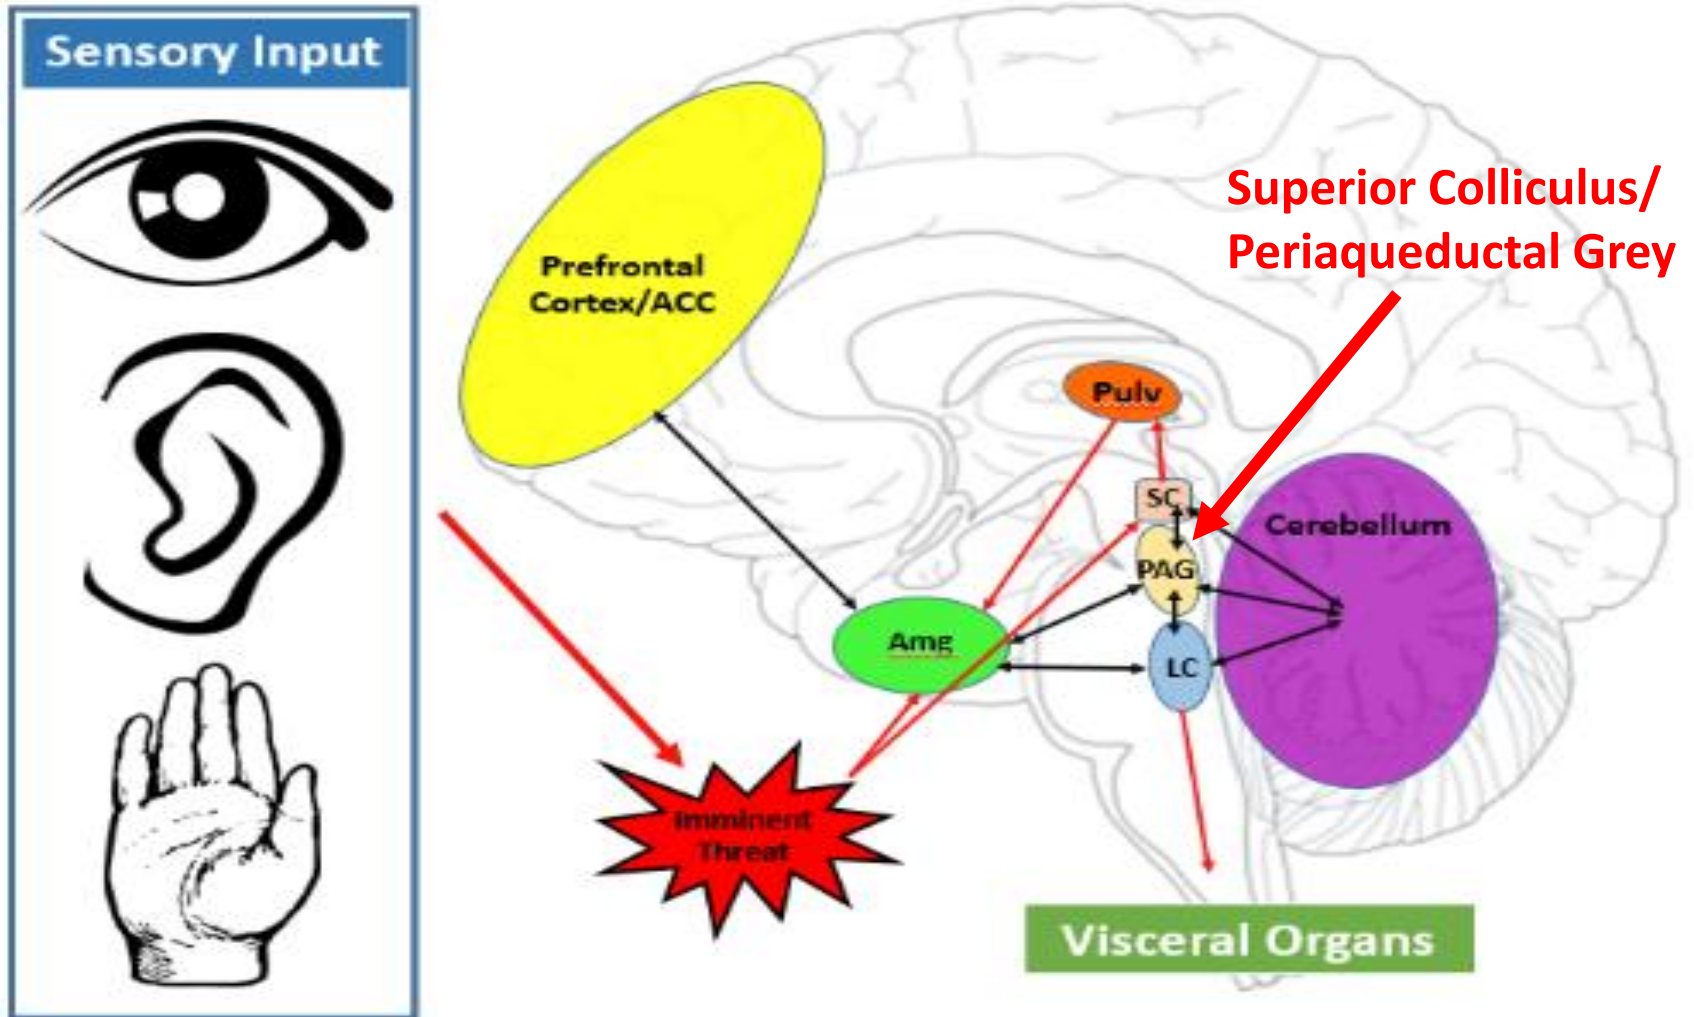 Sensory Input
Prefrontal
Cortex/ACC
Superior Colliculus/
Periaqueductal Grey
Pulv
SC
Cerebellum
PAG
Amg
LC
Imminent
Threat
Visceral Organs